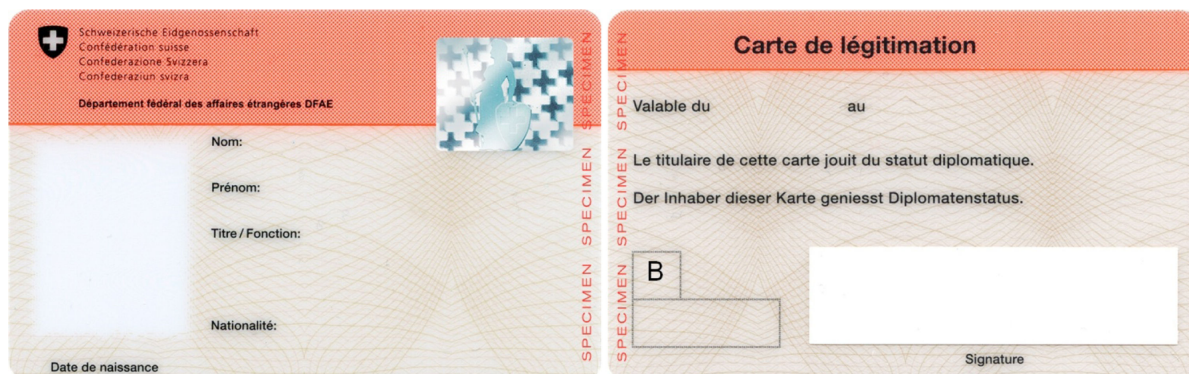 Schweizerische Eidgenossenschaft
Confédération suisse
Confederazione Svizzera
Confederaziun svizra
Département fédéral des affaires étrangères DFAE
Nom:
Prénom:
Titre / Fonction:
Nationalité:
Date de naissance
SPECIMEN SPECIMEN SPECIMEN
SPECIMEN SPECIMEN SPECIMEN
Carte de légitimation
Valable du au
Le titulaire de cette carte jouit du statut diplomatique.
Der Inhaber dieser Karte geniesst Diplomatenstatus.
B
Signature